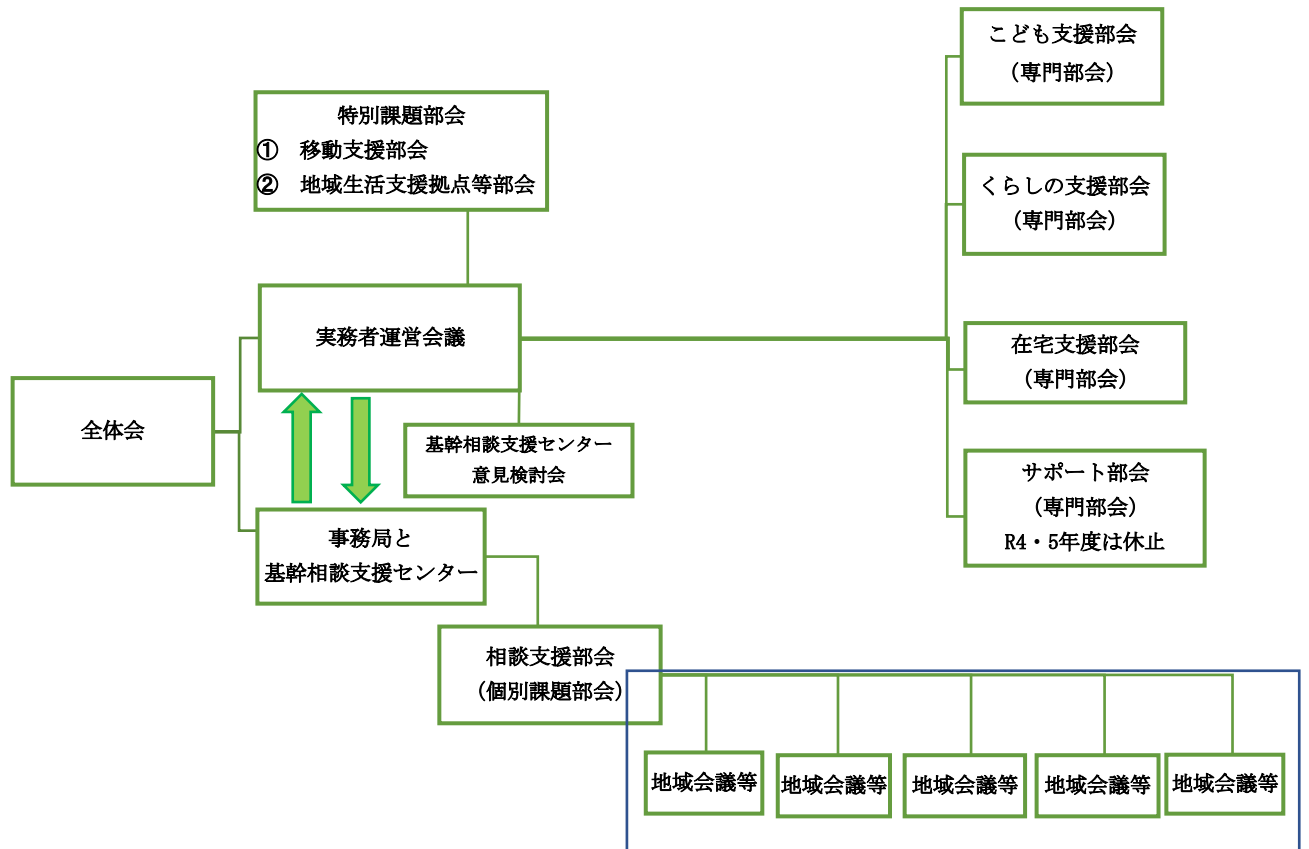 こども支援部会
（専門部会）
特別課題部会
① 移動支援部会
② 地域生活支援拠点等部会
くらしの支援部会
（専門部会）
実務者運営会議
在宅支援部会
（専門部会）
全体会
基幹相談支援センター
意見検討会
サポート部会
（専門部会）
R4・5年度は休止
事務局と
基幹相談支援センター
相談支援部会
（個別課題部会）
地域会議等
地域会議等
地域会議等
地域会議等
地域会議等